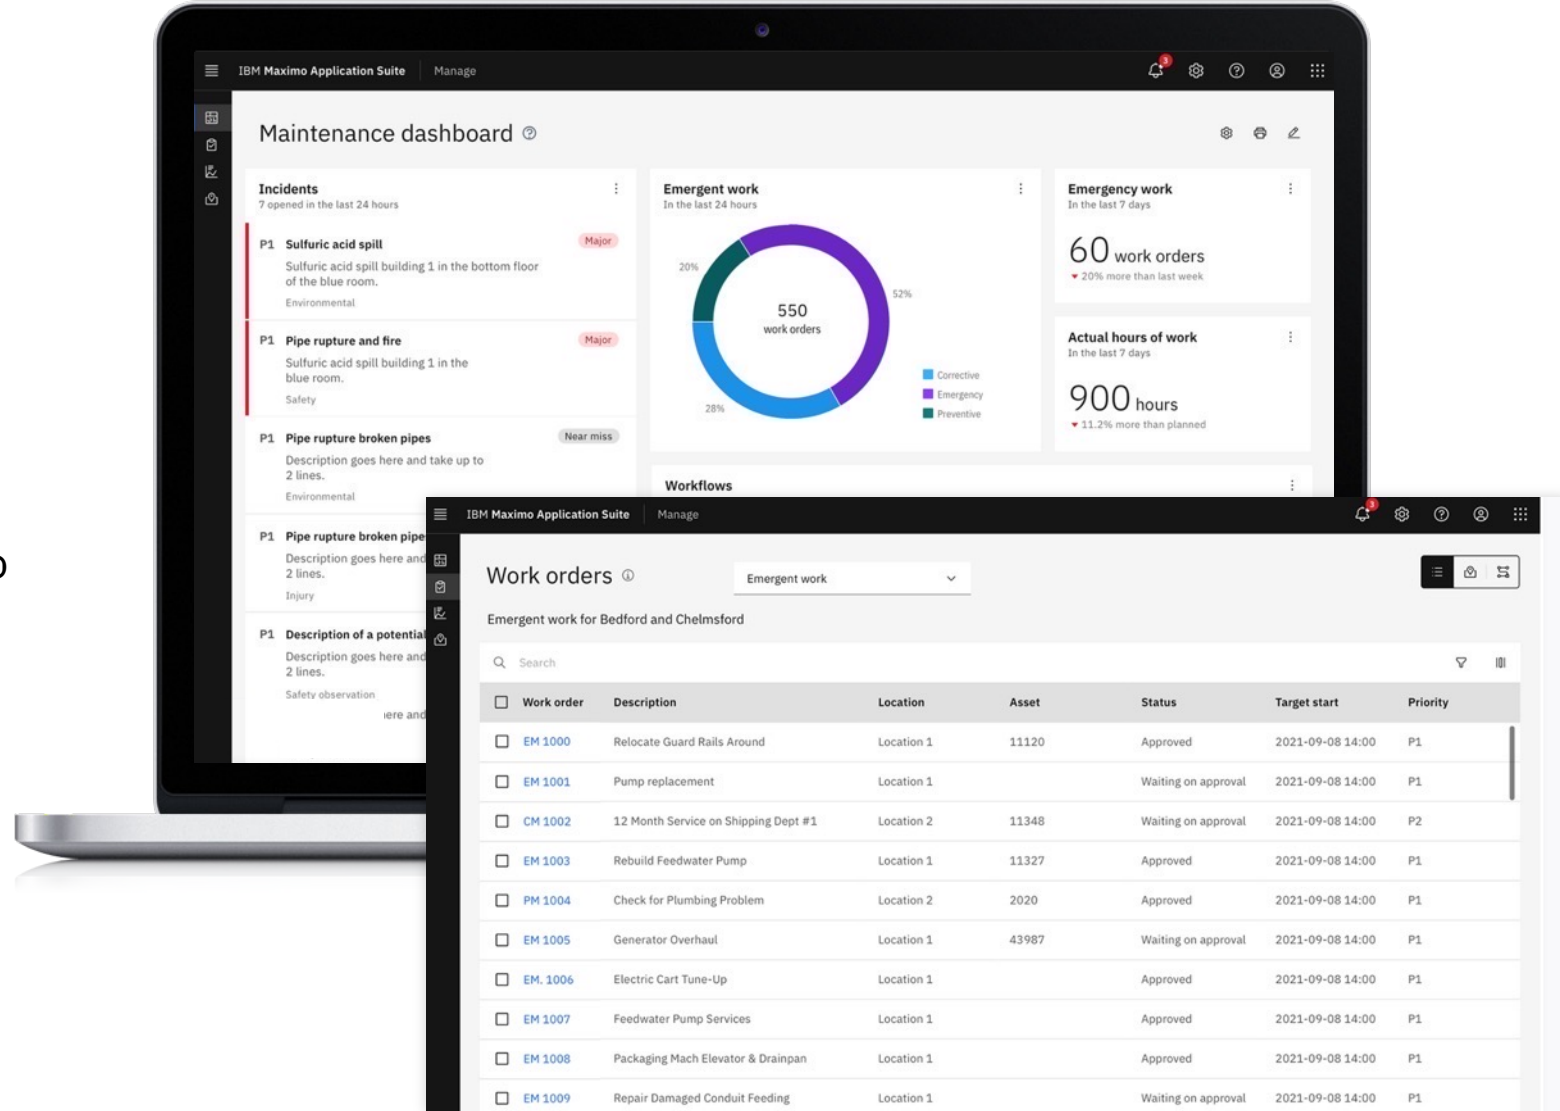 IBM Maximo Application Suite Manage 3
Maintenance dashboard
Incidents
7 opened in the last 24 hours
P1 Sulfuric acid spill Major
Sulfuric acid spill building 1 in the bottom floor
of the blue room.
Environmental
P1 Pipe rupture and fire Major
Sulfuric acid spill building 1 in the
blue room.
Safety
P1 Pipe rupture broken pipes Near miss
Description goes here and take up to
2 lines.
Environmental
P1 Pipe rupture broken pipe
Description goes here and
2 lines.
Injury
P1 Description of a potential
Description goes here and
2 lines.
Safety observation
ere and
Emergent work
In the last 24 hours
20%
52%
550
work orders
28%
Corrective
Emergency
Preventive
Emergency work
In the last 7 days
60 work orders
20% more than last week
Actual hours of work
In the last 7 days
900 hours
11.2% more than planned
Workflows
IBM Maximo Application Suite Manage 3
Work orders Emergent work
Emergent work for Bedford and Chelmsford
Search
Work order Description Location Asset Status Target start Priority
EM 1000 Relocate Guard Rails Around Location 1 11120 Approved 2021-09-08 14:00 P1
EM 1001 Pump replacement Location 1 Waiting on approval 2021-09-08 14:00 P1
CM 1002 12 Month Service on Shipping Dept #1 Location 2 11348 Waiting on approval 2021-09-08 14:00 P2
EM 1003 Rebuild Feedwater Pump Location 1 11327 Approved 2021-09-08 14:00 P1
PM 1004 Check for Plumbing Problem Location 2 2020 Approved 2021-09-08 14:00 P1
EM 1005 Generator Overhaul Location 1 43987 Waiting on approval 2021-09-08 14:00 P1
EM. 1006 Electric Cart Tune-Up Location 1 Approved 2021-09-08 14:00 P1
EM 1007 Feedwater Pump Services Location 1 Approved 2021-09-08 14:00 P1
EM 1008 Packaging Mach Elevator & Drainpan Location 1 Approved 2021-09-08 14:00 P1
EM 1009 Repair Damaged Conduit Feeding Location 1 Waiting on approval 2021-09-08 14:00 P1